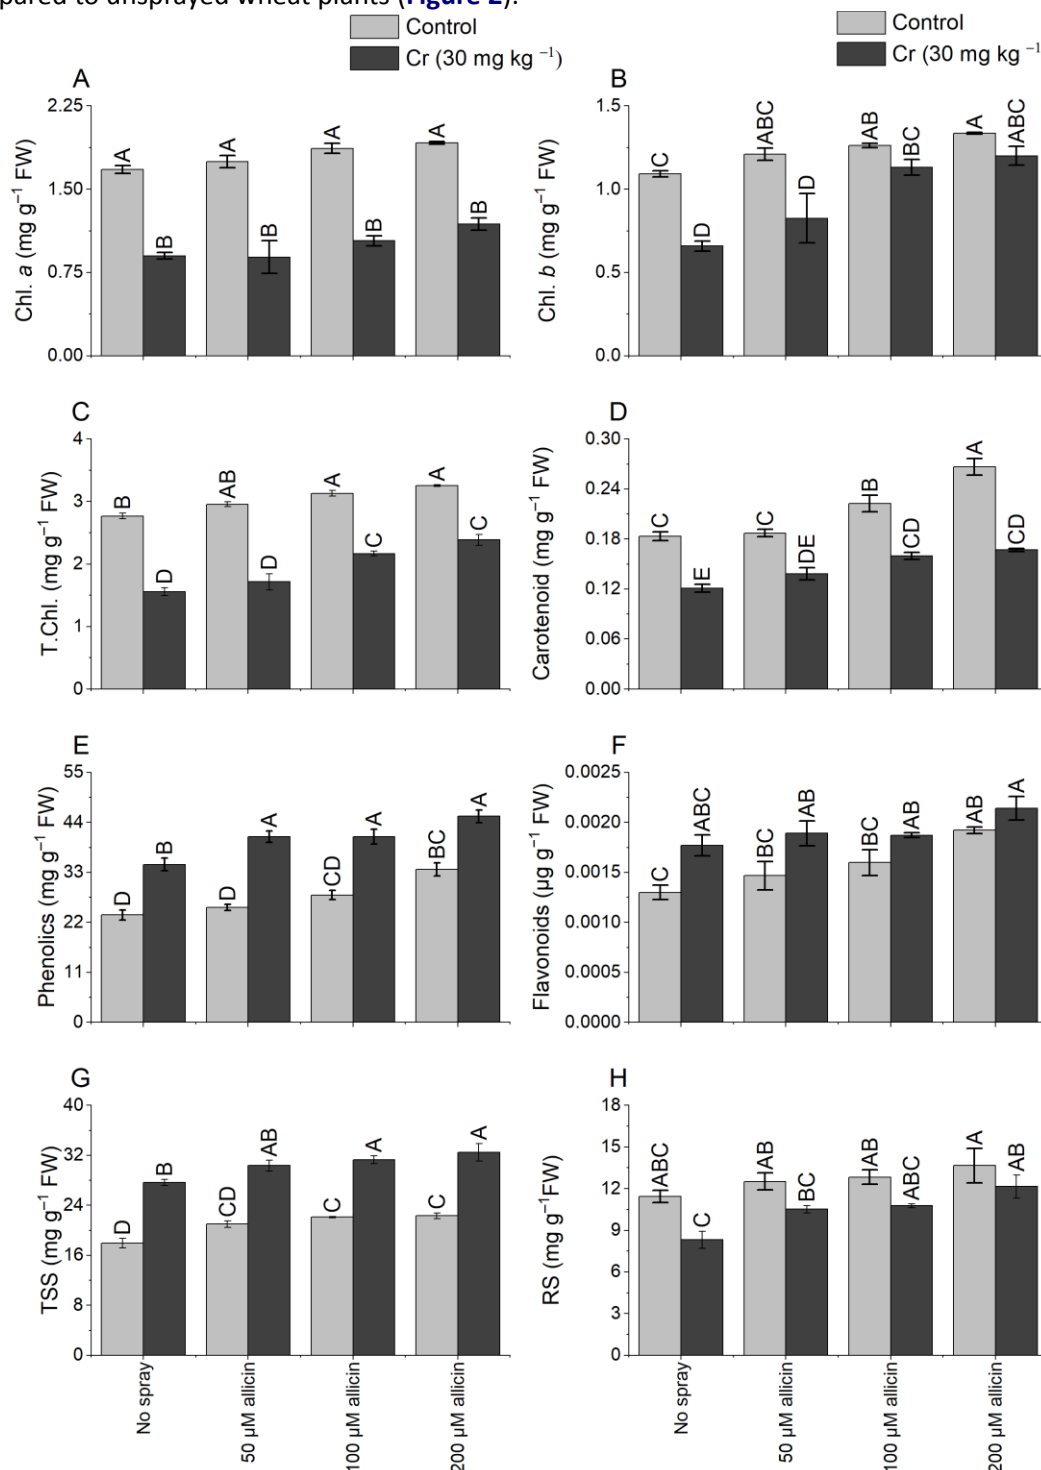 pared to unsprayed wheat plants (Figure 2).
Control
Cr (30 mg kg⁻¹)
Control
Cr (30 mg kg⁻¹
A
Chl. a (mg g⁻¹ FW)
2.25
1.50
0.75
0.00
A
B
A
B
A
B
A
B
B
Chl. b (mg g⁻¹ FW)
1.5
1.0
0.5
0.0
C
D
ABC
D
AB
BC
A
ABC
C
T.Chl. (mg g⁻¹ FW)
4
3
2
1
0
B
D
AB
D
A
C
A
C
D
Carotenoid (mg g⁻¹ FW)
0.30
0.24
0.18
0.12
0.06
0.00
C
E
C
DE
B
CD
A
CD
E
Phenolics (mg g⁻¹ FW)
55
44
33
22
11
0
D
B
D
A
CD
A
BC
A
F
Flavonoids (µg g⁻¹ FW)
0.0025
0.0020
0.0015
0.0010
0.0005
0.0000
C
ABC
BC
AB
BC
AB
AB
A
G
TSS (mg g⁻¹ FW)
40
32
24
16
8
0
D
B
CD
AB
C
A
C
A
No spray
50 µM allicin
100 µM allicin
200 µM allicin
H
RS (mg g⁻¹FW)
18
15
12
9
6
3
0
ABC
C
AB
BC
AB
ABC
A
AB
No spray
50 µM allicin
100 µM allicin
200 µM allicin